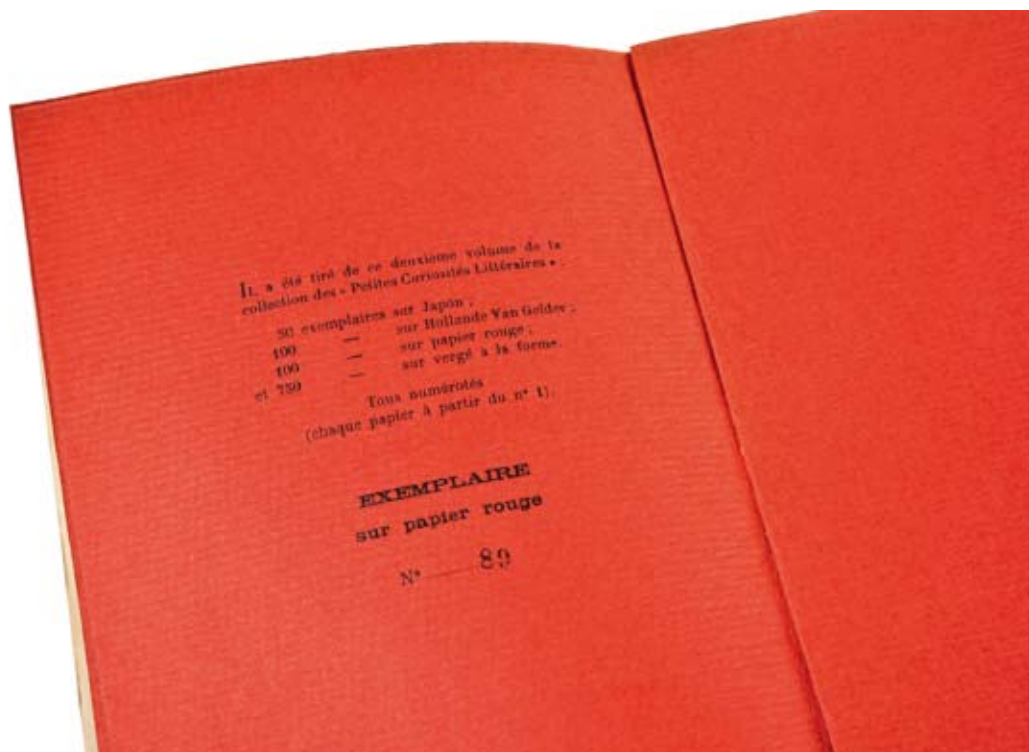 IL a été tiré de ce deuxième volume de la
collection des « Petites Curiosités Littéraires » :
50 exemplaires sur Japon ;
100 — sur Hollande Van Gelder ;
100 — sur papier rouge ;
et 750 — sur vergé à la forme.
Tous numérotés
(chaque papier à partir du n° 1).
EXEMPLAIRE
sur papier rouge
N° — 89